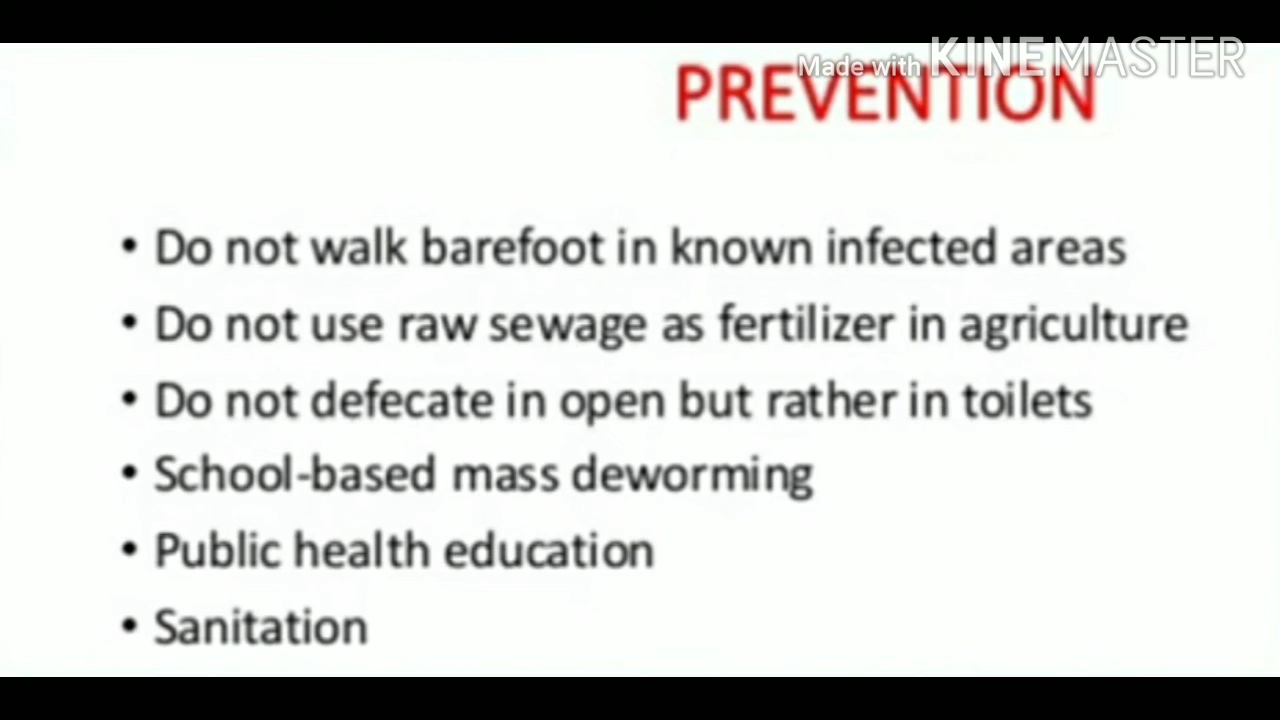 Made with KINEMASTER
PREVENTION
• Do not walk barefoot in known infected areas
• Do not use raw sewage as fertilizer in agriculture
• Do not defecate in open but rather in toilets
• School-based mass deworming
• Public health education
• Sanitation